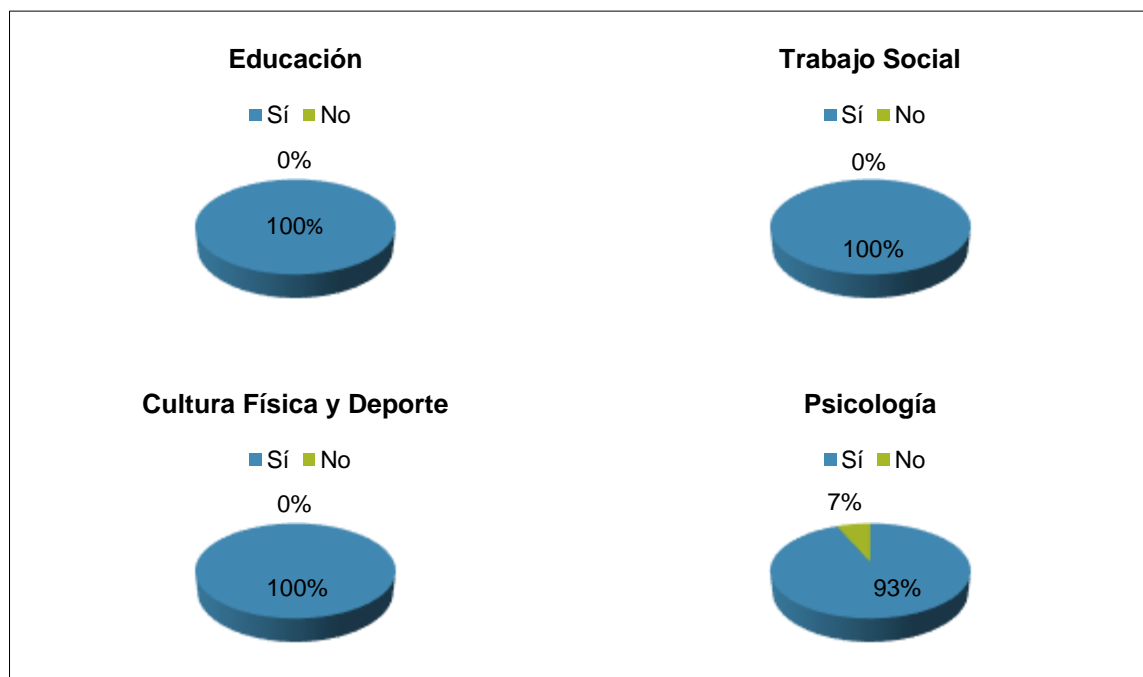 Educación
Sí No
0%
100%
Trabajo Social
Sí No
0%
100%
Cultura Física y Deporte
Sí No
0%
100%
Psicología
Sí No
7%
93%